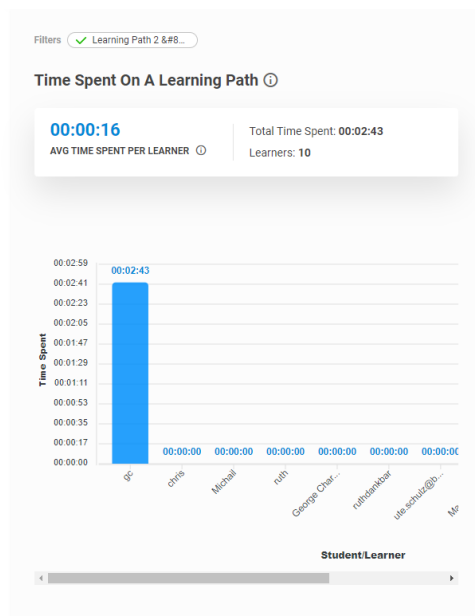 Filters Learning Path 2 &#8...
Time Spent On A Learning Path
00:00:16
AVG TIME SPENT PER LEARNER
Total Time Spent: 00:02:43
Learners: 10
00:02:59
00:02:41
00:02:23
00:02:05
00:01:47
00:01:29
00:01:11
00:00:53
00:00:35
00:00:17
00:00:00
Time Spent
00:02:43
00:00:00 00:00:00 00:00:00 00:00:00 00:00:00 00:00:00
gc
chris
Michail
ruth
George Char...
ruthdankbar
ute.schulz@b...
Student/Learner